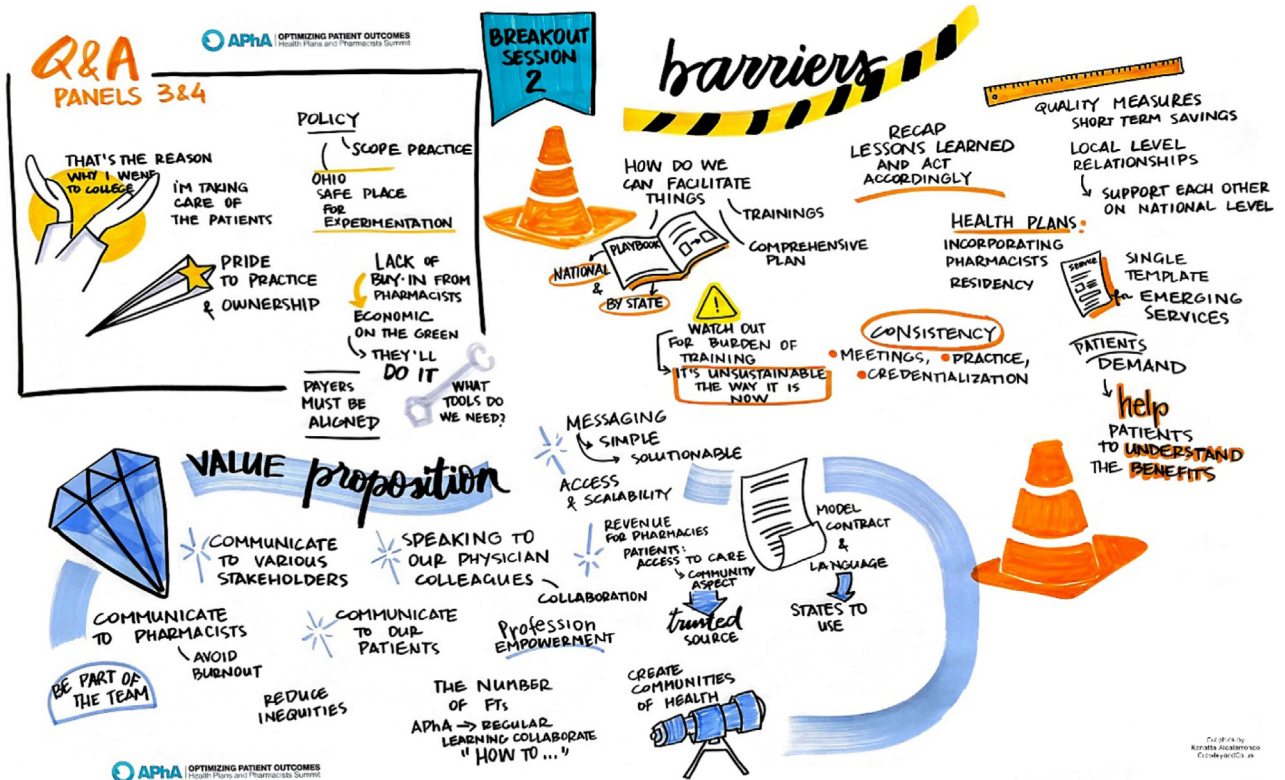 Q&A
PANELS 3&4
APhA
OPTIMIZING PATIENT OUTCOMES
Health Plans and Pharmacists Summit
THAT'S THE REASON
WHY I WENT
TO COLLEGE
I'M TAKING
CARE OF
THE PATIENTS
PRIDE
TO PRACTICE
& OWNERSHIP
POLICY
SCOPE PRACTICE
OHIO
SAFE PLACE
FOR
EXPERIMENTATION
LACK OF
BUY-IN FROM
PHARMACISTS
ECONOMIC
ON THE GREEN
THEY'LL
DO IT
PAYERS
MUST BE
ALIGNED
WHAT
TOOLS DO
WE NEED?
BREAKOUT
SESSION
2
barriers
HOW DO WE
CAN FACILITATE
THINGS
TRAININGS
COMPREHENSIVE
PLAN
PLAYBOOK
NATIONAL
&
BY STATE
WATCH OUT
FOR BURDEN OF
TRAINING
IT'S UNSUSTAINABLE
THE WAY IT IS
NOW
RECAP
LESSONS LEARNED
AND ACT
ACCORDINGLY
QUALITY MEASURES
SHORT TERM SAVINGS
LOCAL LEVEL
RELATIONSHIPS
SUPPORT EACH OTHER
ON NATIONAL LEVEL
HEALTH PLANS:
INCORPORATING
PHARMACISTS
RESIDENCY
SERVICE
SINGLE
TEMPLATE
for EMERGING
SERVICES
CONSISTENCY
MEETINGS, PRACTICE,
CREDENTIALIZATION
PATIENTS
DEMAND
help
PATIENTS
TO UNDERSTAND
THE BENEFITS
VALUE proposition
MESSAGING
SIMPLE
SOLUTIONABLE
ACCESS
& SCALABILITY
COMMUNICATE
TO VARIOUS
STAKEHOLDERS
SPEAKING TO
OUR PHYSICIAN
COLLEAGUES
COLLABORATION
REVENUE
FOR PHARMACIES
PATIENTS:
ACCESS TO CARE
COMMUNITY
ASPECT
trusted
SOURCE
MODEL
CONTRACT
&
LANGUAGE
STATES TO
USE
COMMUNICATE
TO PHARMACISTS
AVOID
BURNOUT
COMMUNICATE
TO OUR
PATIENTS
Profession
EMPOWERMENT
BE PART OF
THE TEAM
REDUCE
INEQUITIES
THE NUMBER
OF FTs
APhA → REGULAR
LEARNING COLLABORATE
"HOW TO..."
CREATE
COMMUNITIES
OF HEALTH
APhA
OPTIMIZING PATIENT OUTCOMES
Health Plans and Pharmacists Summit